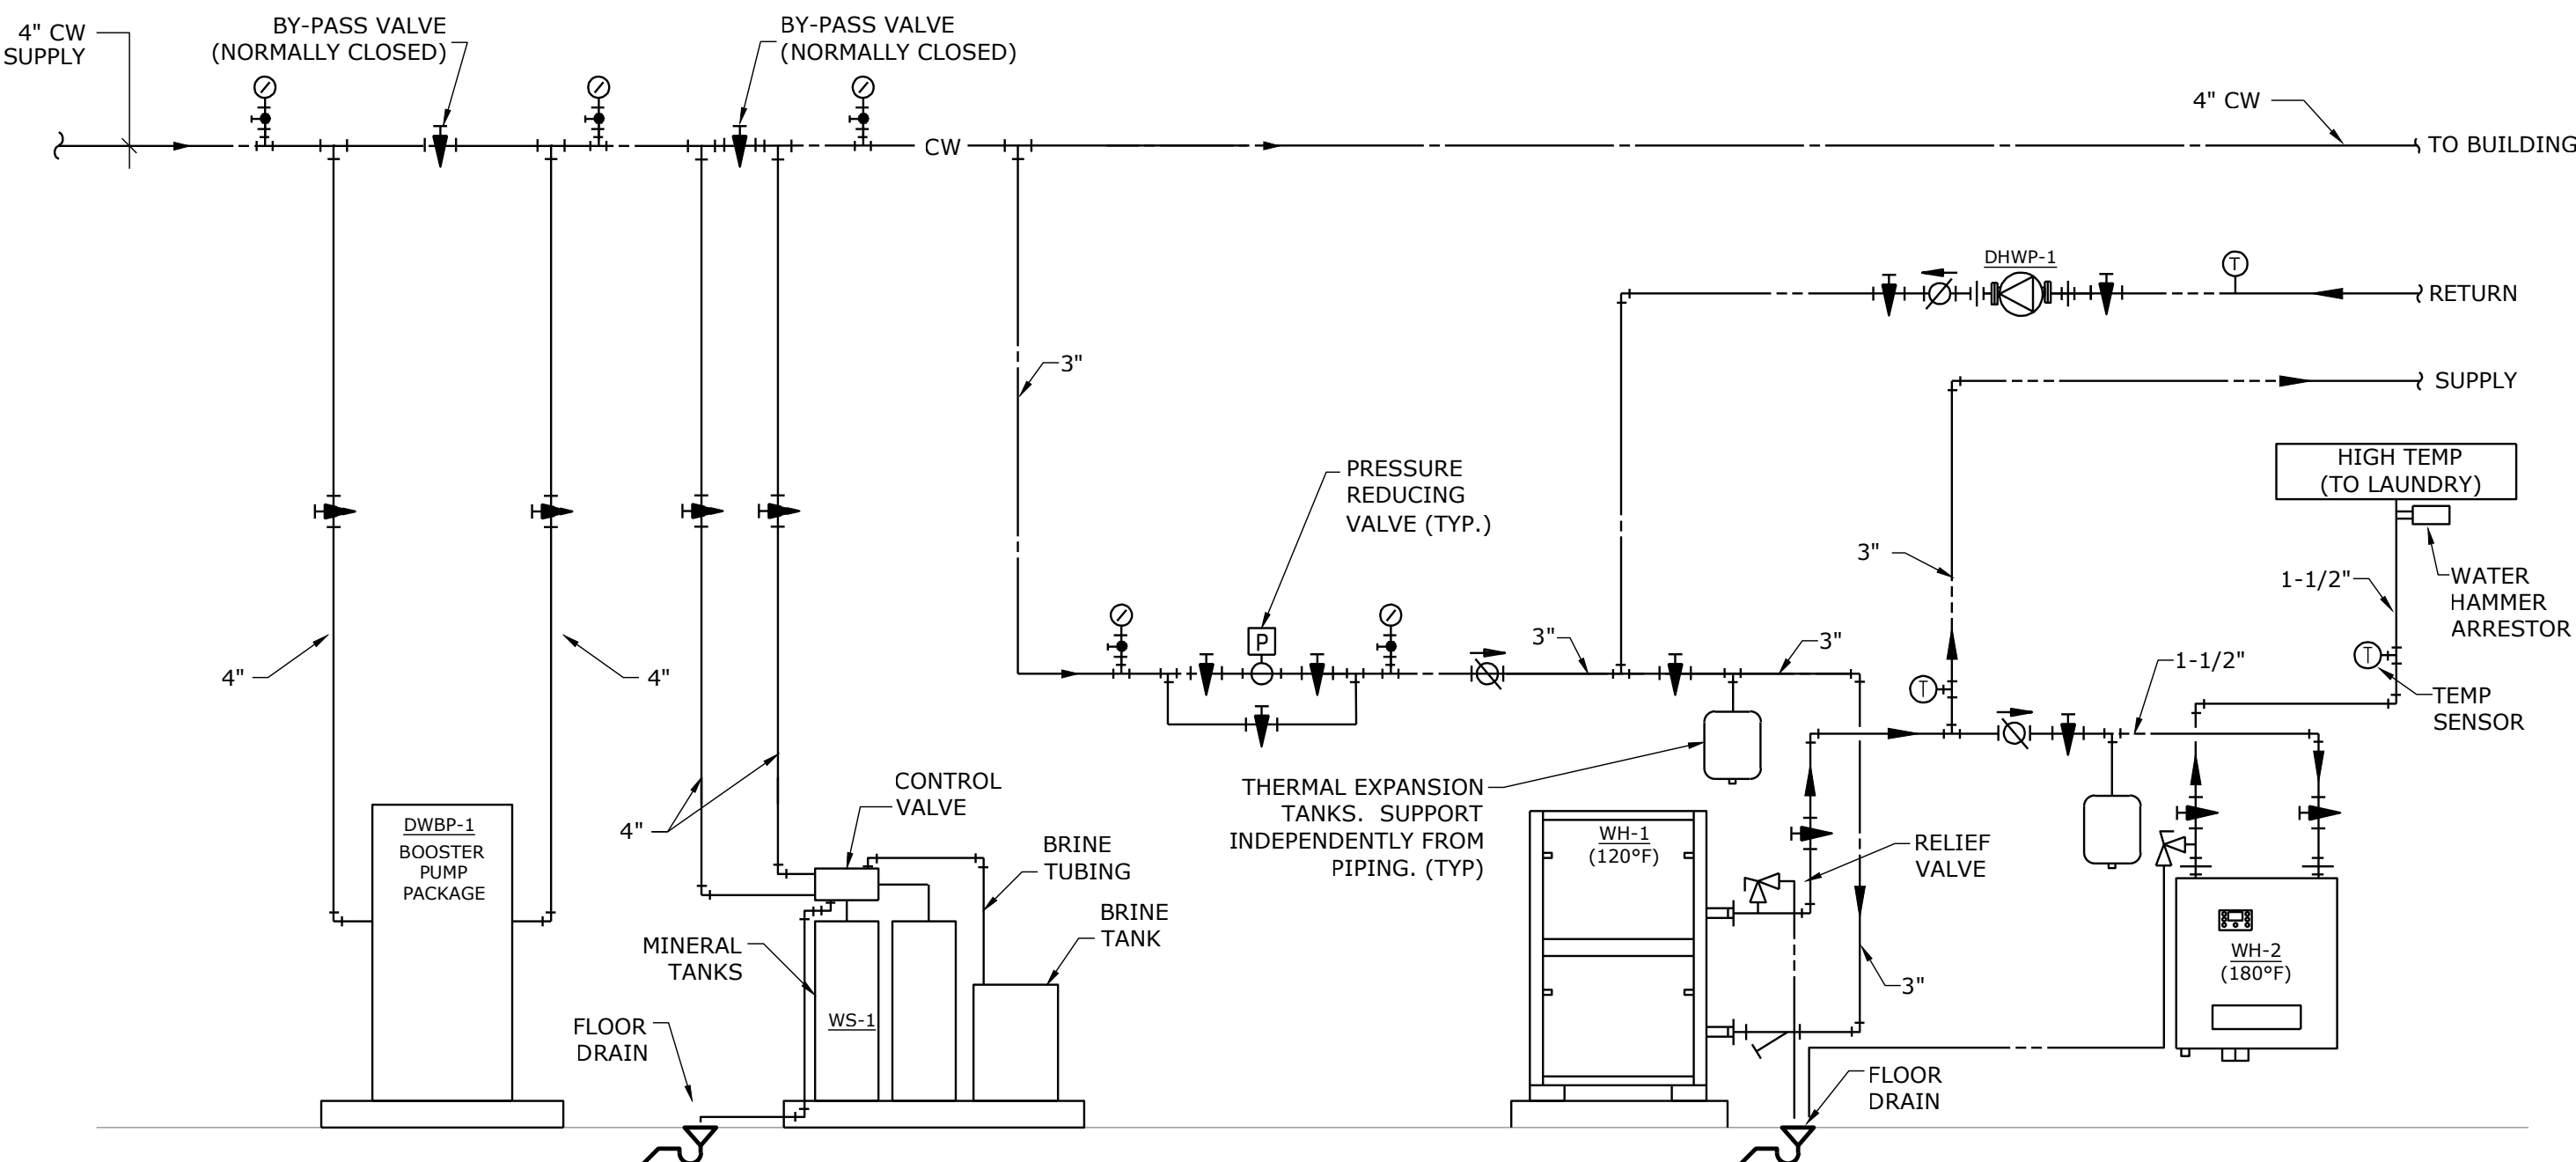 4" CW
SUPPLY
BY-PASS VALVE
(NORMALLY CLOSED)
BY-PASS VALVE
(NORMALLY CLOSED)
4" CW
CW
TO BUILDING
DHWP-1
T
RETURN
3"
SUPPLY
PRESSURE
REDUCING
VALVE (TYP.)
HIGH TEMP
(TO LAUNDRY)
3"
1-1/2"
WATER
HAMMER
ARRESTOR
P
3"
3"
4"
4"
T
1-1/2"
T
TEMP
SENSOR
CONTROL
VALVE
THERMAL EXPANSION
TANKS. SUPPORT
INDEPENDENTLY FROM
PIPING. (TYP)
4"
DWBP-1
BOOSTER
PUMP
PACKAGE
BRINE
TUBING
WH-1
(120°F)
RELIEF
VALVE
BRINE
TANK
MINERAL
TANKS
WS-1
3"
WH-2
(180°F)
FLOOR
DRAIN
FLOOR
DRAIN